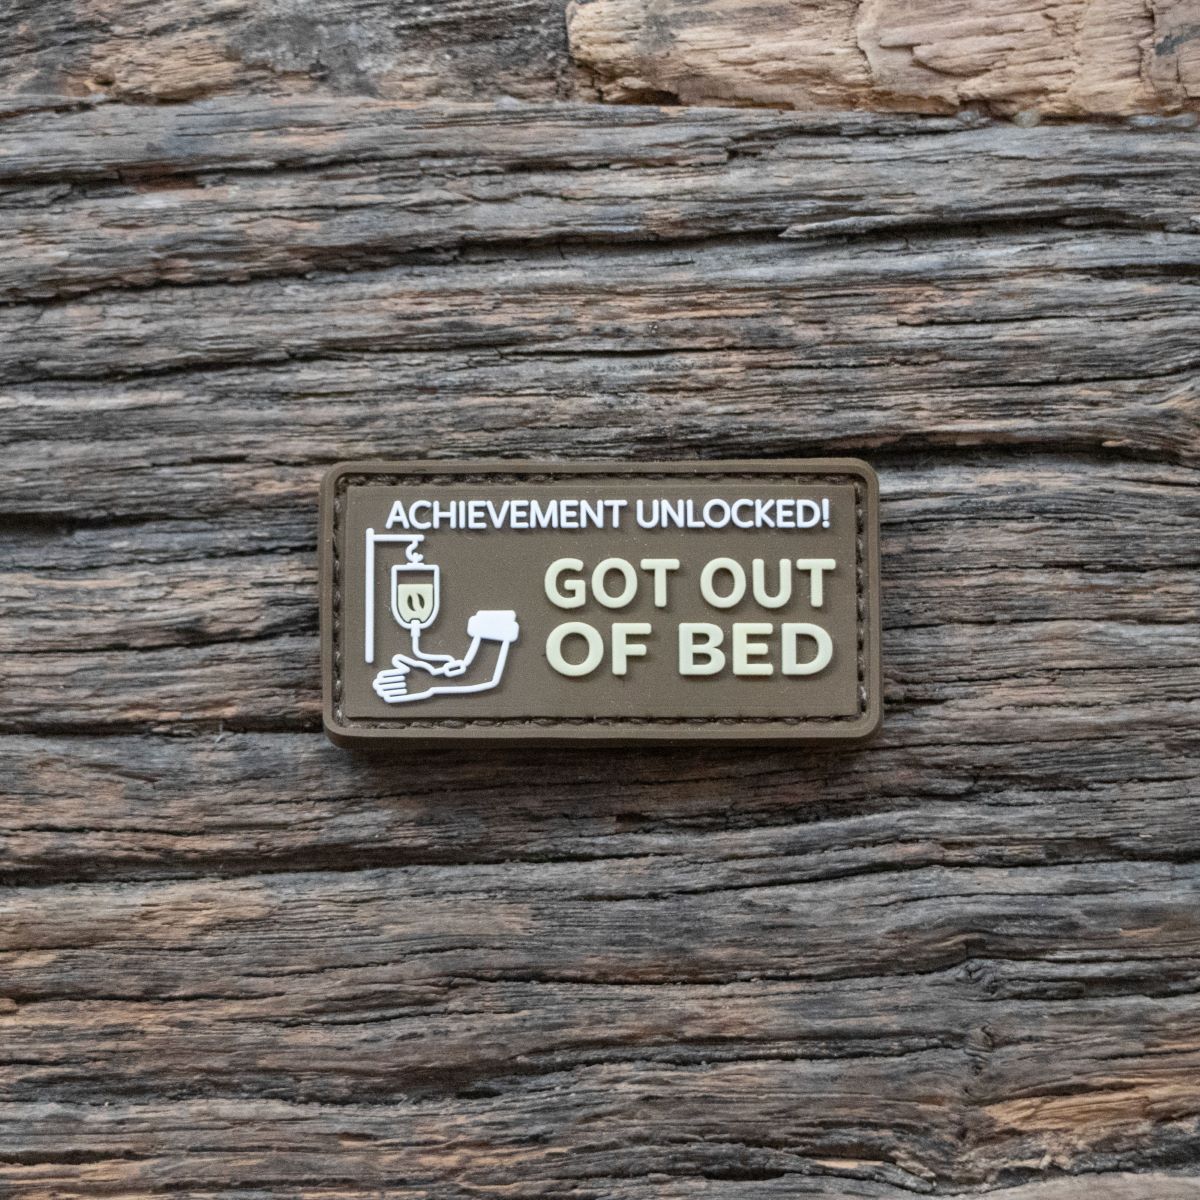 ACHIEVEMENT UNLOCKED!
GOT OUT
OF BED